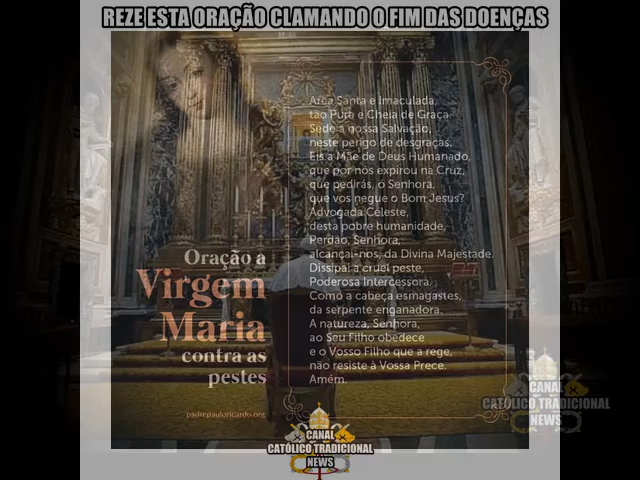 REZE ESTA ORAÇÃO CLAMANDO O FIM DAS DOENÇAS
Arca Santa e Imaculada,
tão Pura e Cheia de Graça
Sede a nossa Salvação,
neste perigo de desgraças.
Eis a Mãe de Deus Humanado,
que por nós expirou na Cruz,
que pedirás, o Senhora,
que vos negue o Bom Jesus?
Advogada Celeste,
desta pobre humanidade,
Perdão, Senhora,
alcançai-nos, da Divina Majestade.
Dissipai a cruel peste,
Poderosa Intercessora.
Como a cabeça esmagastes,
da serpente enganadora.
A natureza, Senhora,
ao Seu Filho obedece
e o Vosso Filho que a rege,
não resiste à Vossa Prece.
Amém.
Oração a
Virgem
Maria
contra as
pestes
padrepauloricardo.org
CANAL
CATÓLICO TRADICIONAL
NEWS
CANAL
CATÓLICO TRADICIONAL
NEWS